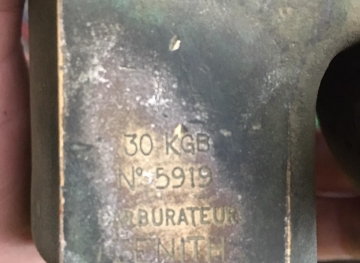 30 KGB
N° 5919
CARBURATEUR
ZENITH